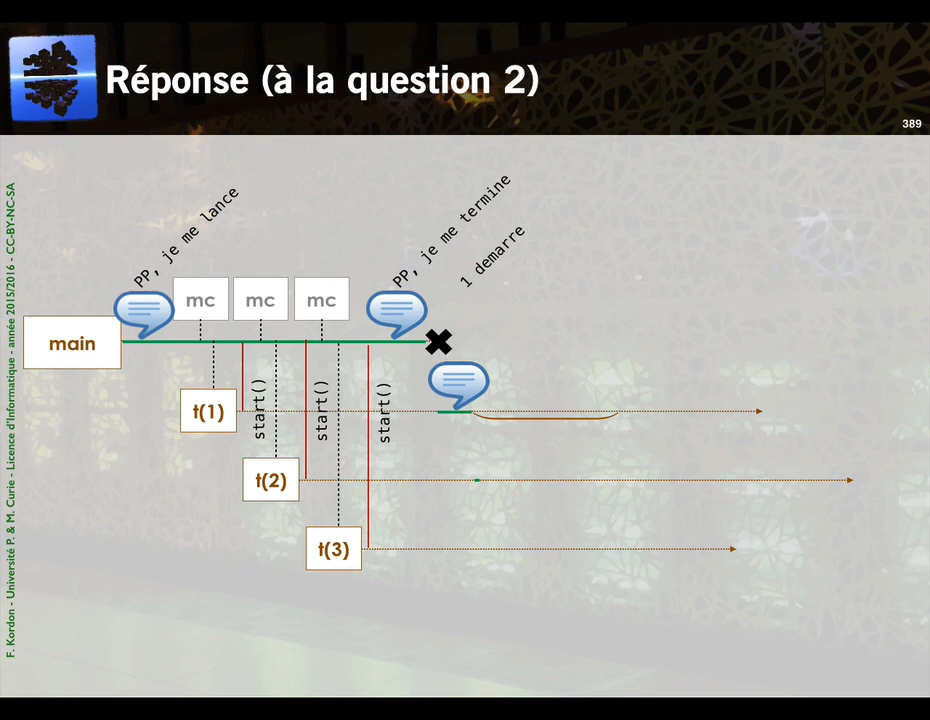 Réponse (à la question 2)
389
F. Kordon - Université P. & M. Curie - Licence d'Informatique - année 2015/2016 - CC-BY-NC-SA
PP, je me lance
PP, je me termine
1 demarre
mc
mc
mc
main
t(1)
start()
start()
start()
t(2)
t(3)